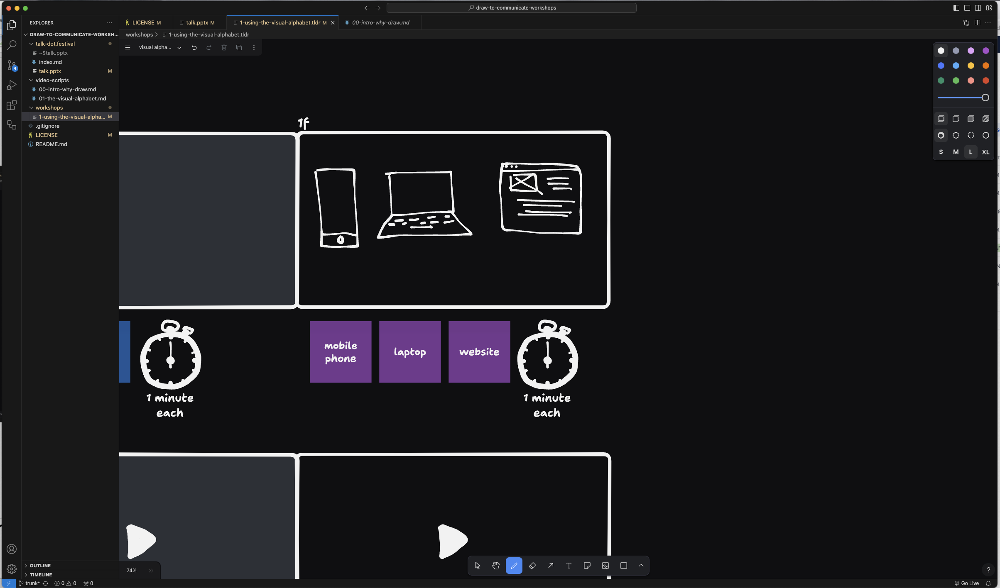 draw-to-communicate-workshops
EXPLORER
DRAW-TO-COMMUNICATE-WORKSH...
talk-dot.festival
~$talk.pptx
index.md
talk.pptx M
video-scripts
00-intro-why-draw.md
01-the-visual-alphabet.md
workshops
1-using-the-visual-alpha... M
.gitignore
LICENSE M
README.md
OUTLINE
TIMELINE
LICENSE M
talk.pptx M
1-using-the-visual-alphabet.tldr M
00-intro-why-draw.md
workshops > 1-using-the-visual-alphabet.tldr
visual alpha...
1f
mobile
phone
laptop
website
1 minute
each
1 minute
each
S M L XL
74%
T
?
4
trunk* 0 0 0
Go Live